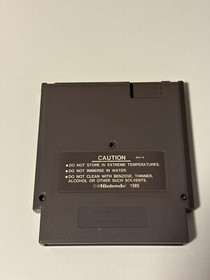 CAUTION
REV-A
●DO NOT STORE IN EXTREME TEMPERATURES.
●DO NOT IMMERSE IN WATER.
●DO NOT CLEAN WITH BENZENE, THINNER,
ALCOHOL OR OTHER SUCH SOLVENTS.
©®Nintendo® 1985